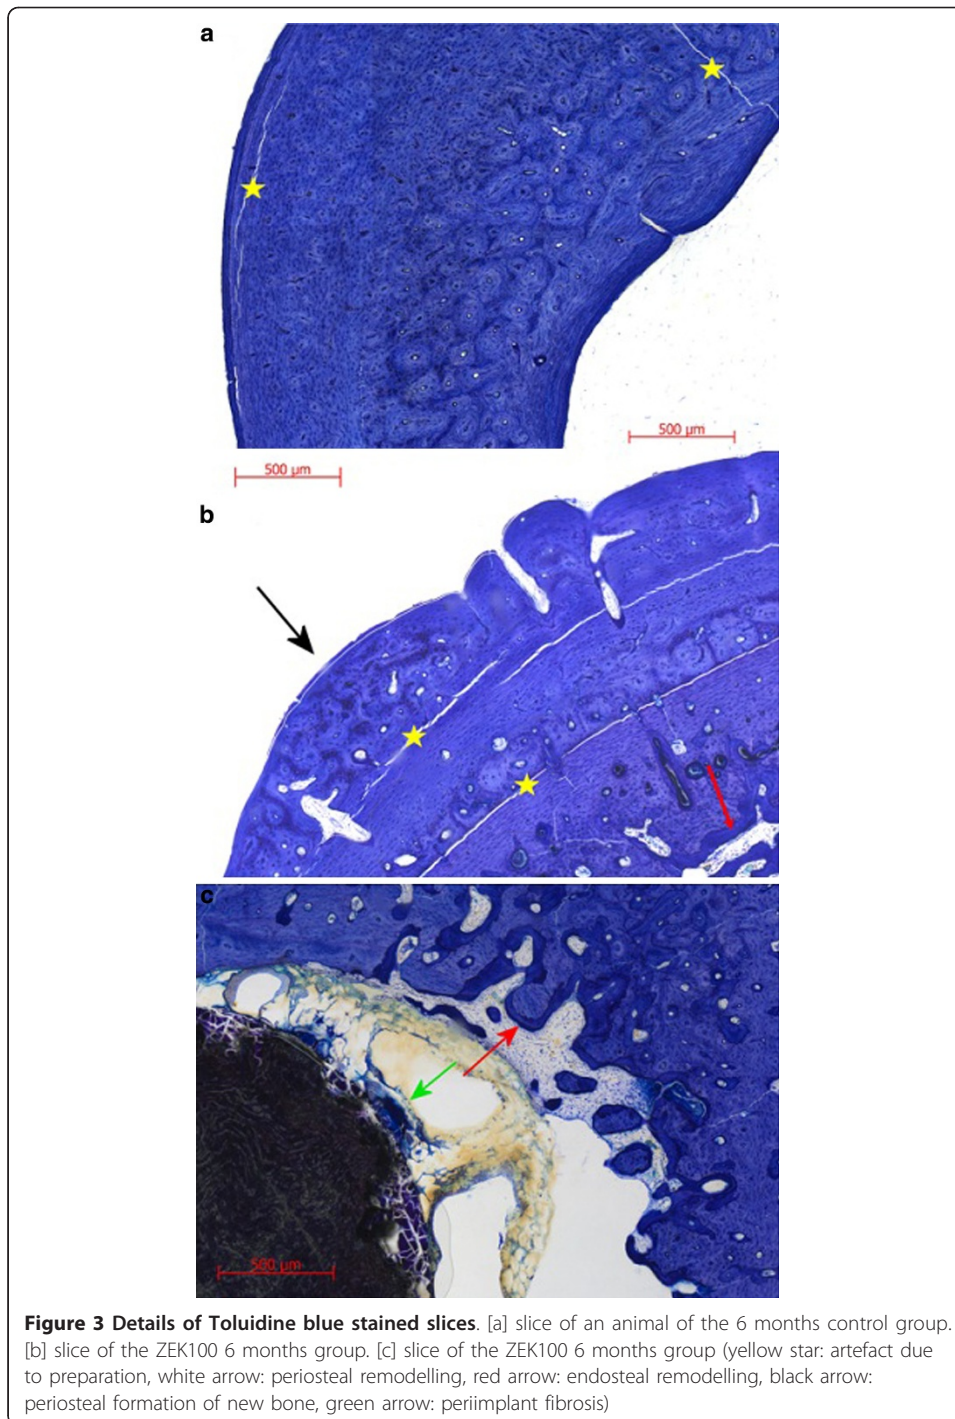 a
500 µm
500 µm
b
c
500 µm
Figure 3 Details of Toluidine blue stained slices. [a] slice of an animal of the 6 months control group.
[b] slice of the ZEK100 6 months group. [c] slice of the ZEK100 6 months group (yellow star: artefact due
to preparation, white arrow: periosteal remodelling, red arrow: endosteal remodelling, black arrow:
periosteal formation of new bone, green arrow: periimplant fibrosis)